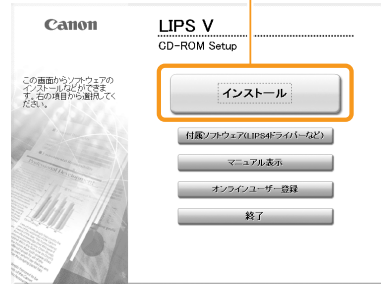 Canon
LIPS V
CD-ROM Setup
この画面からソフトウェアの
インストールなどができま
す。右の項目から選択してく
ださい。
インストール
付属ソフトウェア(LIPS4ドライバーなど)
マニュアル表示
オンラインユーザー登録
終了